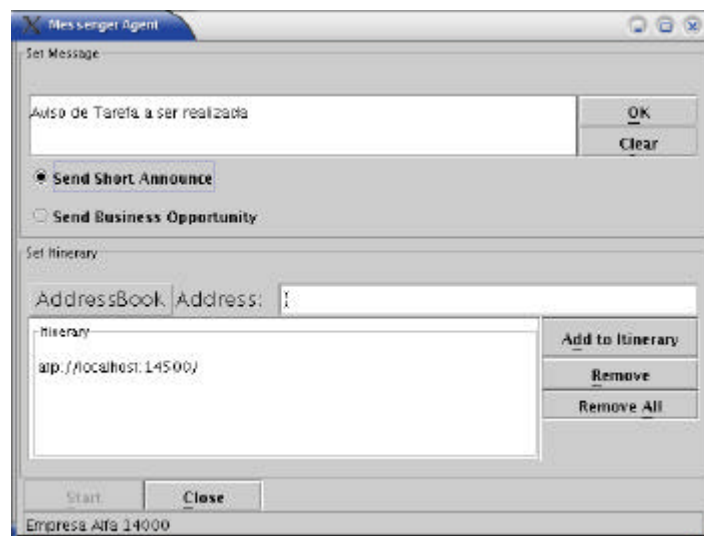 Messenger Agent
Set Message
Aviso de Tarefa a ser realizada
OK
Clear
Send Short Announce
Send Business Opportunity
Set Itinerary
AddressBook Address:
Itinerary
Add to Itinerary
atp://localhost:14500/
Remove
Remove All
Start Close
Empresa Alfa 14000